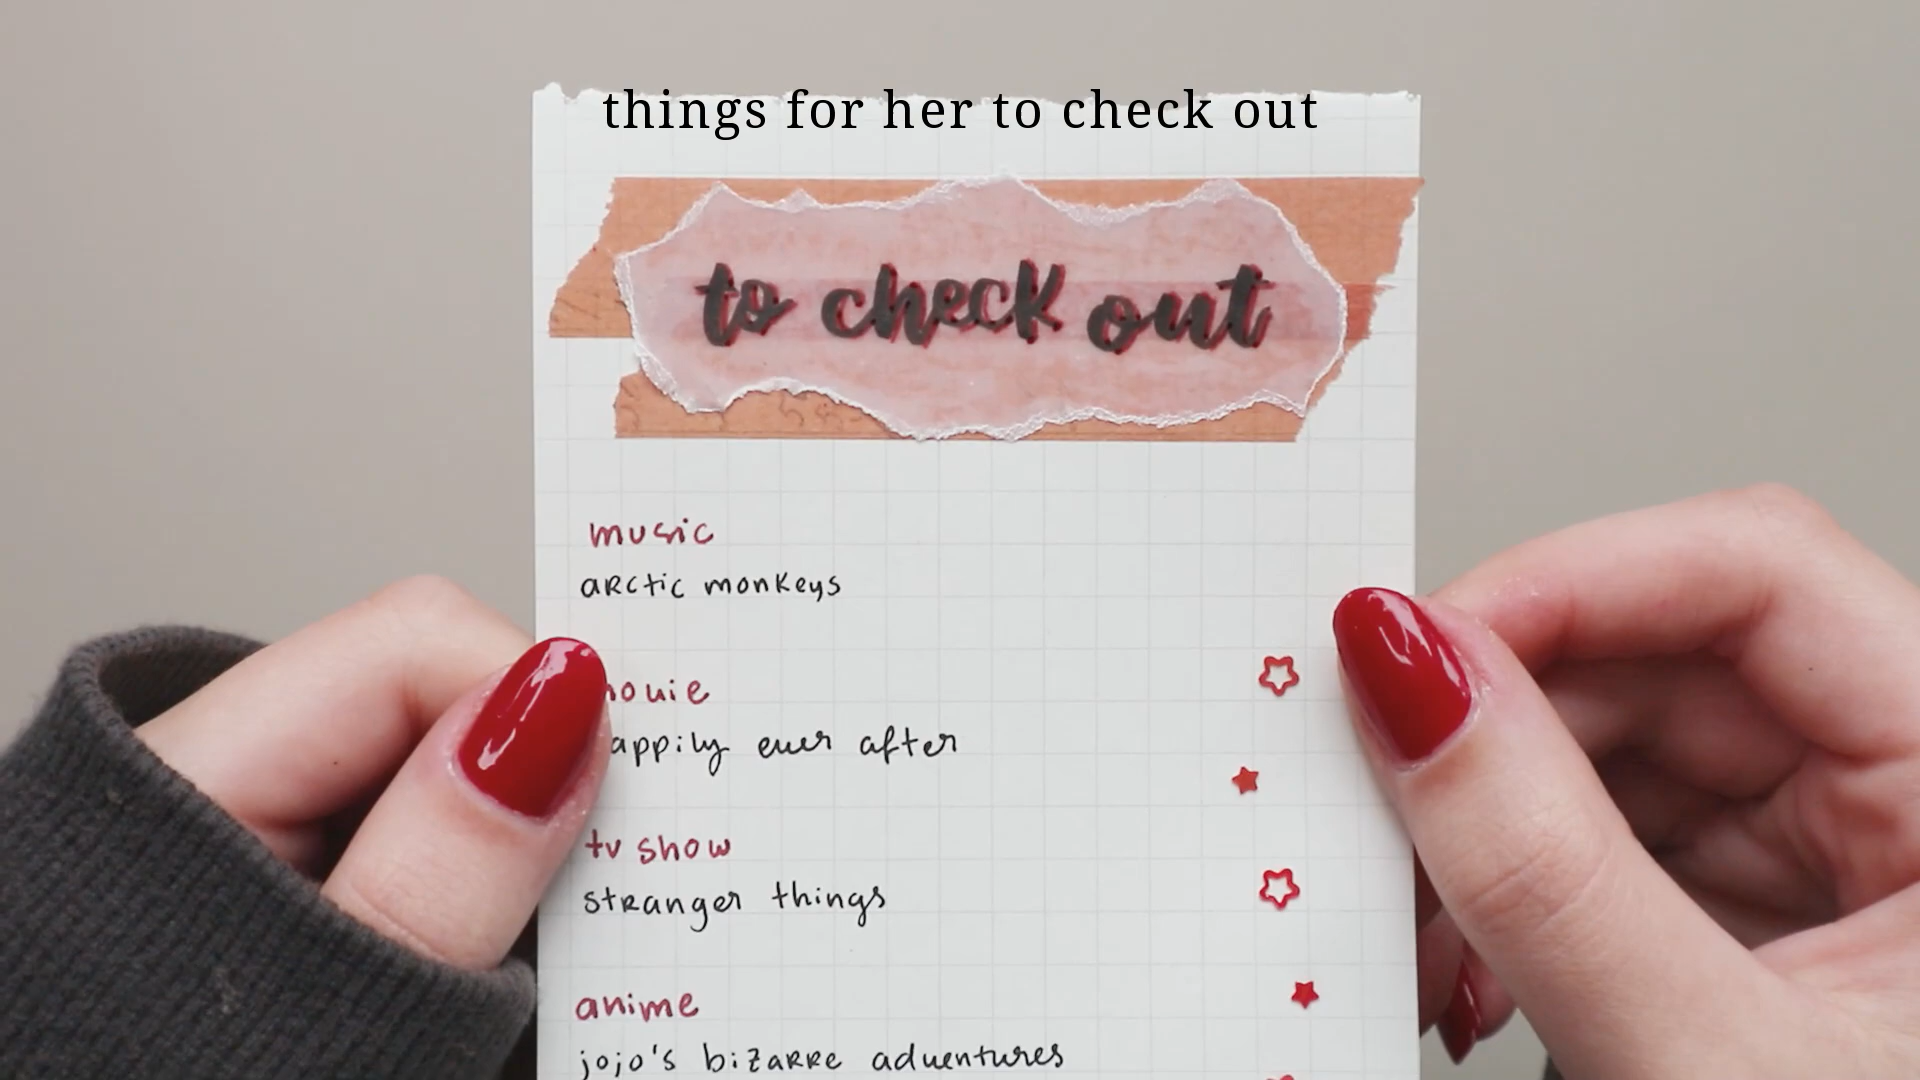 things for her to check out
to check out
music
arctic monkeys
ouie
appily ever after
tv show
stranger things
anime
jojo's bizarre adventures